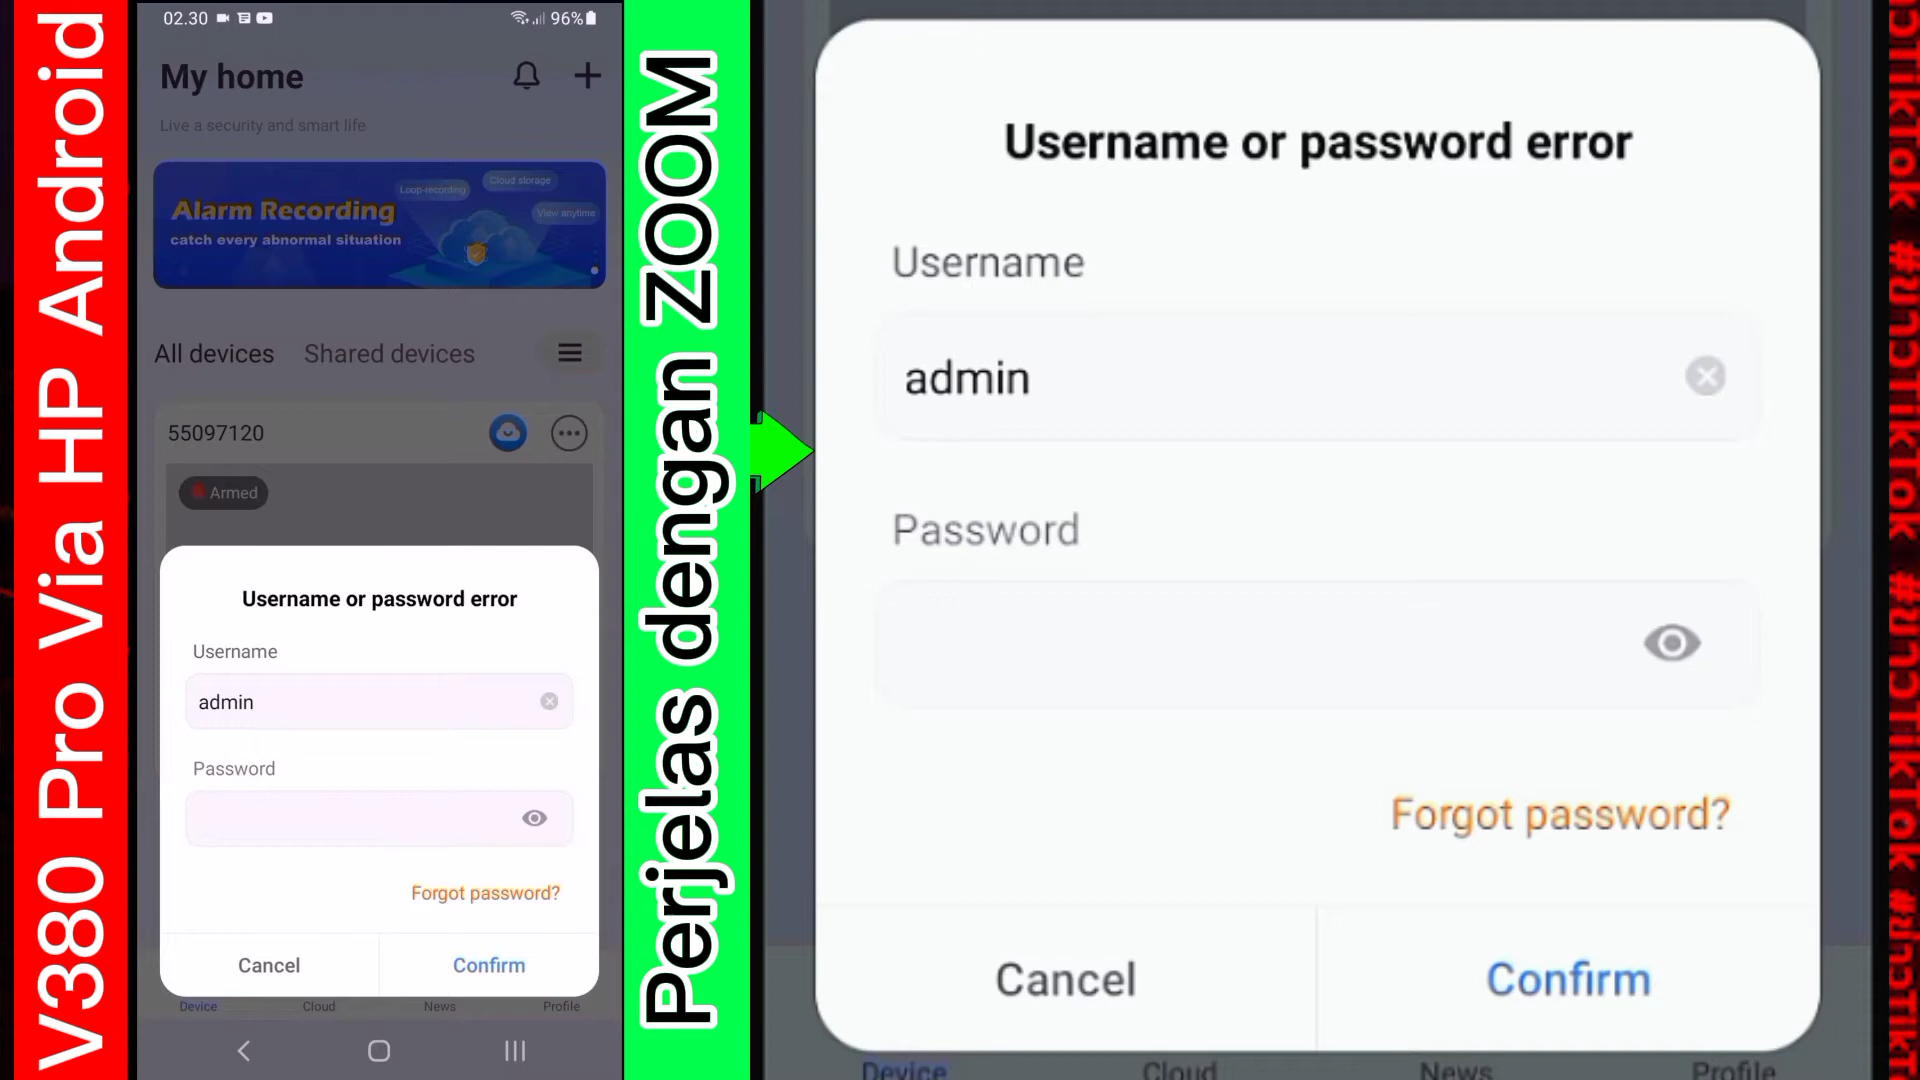 V380 Pro Via HP Android
02.30
96%
My home
Live a security and smart life
Loop-recording
Cloud storage
View anytime
Alarm Recording
catch every abnormal situation
All devices
Shared devices
55097120
Armed
Username or password error
Username
admin
Password
Forgot password?
Cancel
Confirm
Device
Cloud
News
Profile
Perjelas dengan ZOOM
Username or password error
Username
admin
Password
Forgot password?
Cancel
Confirm
Device
Cloud
News
Profile